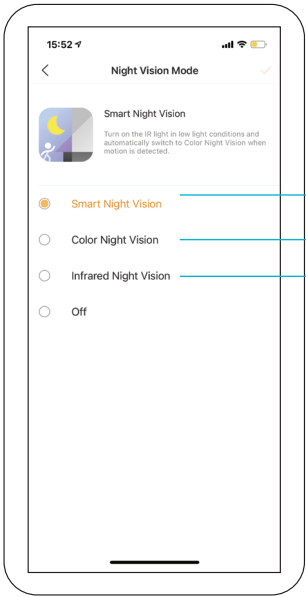 15:52
Night Vision Mode
Smart Night Vision
Turn on the IR light in low light conditions and
automatically switch to Color Night Vision when
motion is detected.
Smart Night Vision
Color Night Vision
Infrared Night Vision
Off